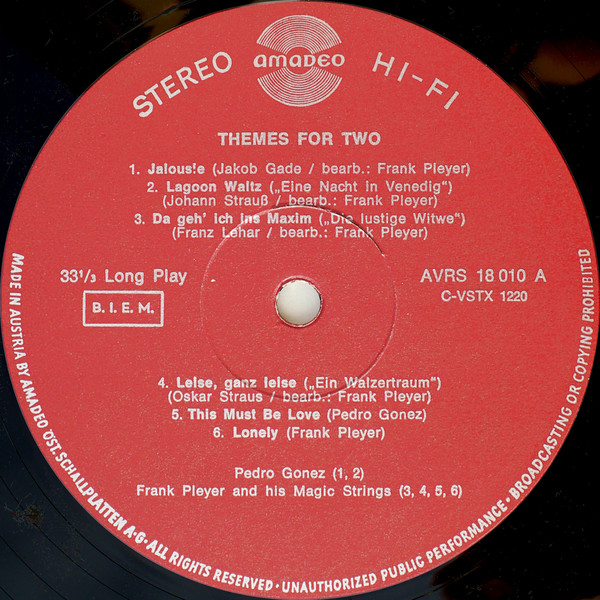 STEREO
AMADEO
HI-FI
THEMES FOR TWO
1. Jalous!e (Jakob Gade / bearb.: Frank Pleyer)
2. Lagoon Waltz („Eine Nacht in Venedig“)
(Johann Strauß / bearb.: Frank Pleyer)
3. Da geh' ich ins Maxim („Die lustige Witwe“)
(Franz Lehar / bearb.: Frank Pleyer)
33⅓ Long Play
AVRS 18 010 A
B. I. E. M.
C-VSTX 1220
4. Leise, ganz leise („Ein Walzertraum“)
(Oskar Straus / bearb.: Frank Pleyer)
5. This Must Be Love (Pedro Gonez)
6. Lonely (Frank Pleyer)
Pedro Gonez (1, 2)
Frank Pleyer and his Magic Strings (3, 4, 5, 6)
MADE IN AUSTRIA BY AMADEO ÖST. SCHALLPLATTEN A·G · ALL RIGHTS RESERVED · UNAUTHORIZED PUBLIC PERFORMANCE · BROADCASTING OR COPYING PROHIBITED